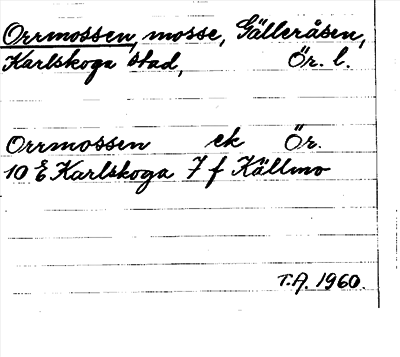 Orrmossen, mosse, Gälleråsen,
Karlskoga stad, Ör. l.
Orrmossen ek Ör.
10 E Karlskoga 7 f Källmo
T.A. 1960.